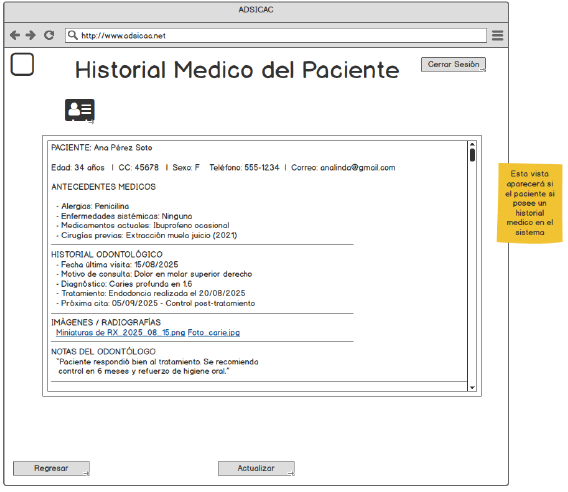 ADSICAC
http://www.adsicac.net
Historial Medico del Paciente
Cerrar Sesión
PACIENTE: Ana Pérez Soto
Edad: 34 años | CC: 45678 | Sexo: F Teléfono: 555-1234 | Correo: analinda@gmail.com
ANTECEDENTES MEDICOS
- Alergias: Penicilina
- Enfermedades sistémicas: Ninguna
- Medicamentos actuales: Ibuprofeno ocasional
- Cirugías previas: Extracción muela juicio (2021)
HISTORIAL ODONTOLÓGICO
- Fecha última visita: 15/08/2025
- Motivo de consulta: Dolor en molar superior derecho
- Diagnóstico: Caries profunda en 1.6
- Tratamiento: Endodoncia realizada el 20/08/2025
- Próxima cita: 05/09/2025 - Control post-tratamiento
IMÁGENES / RADIOGRAFÍAS
Miniaturas de RX_2025_08_15.png Foto_carie.jpg
NOTAS DEL ODONTÓLOGO
"Paciente respondió bien al tratamiento. Se recomienda
control en 6 meses y refuerzo de higiene oral."
Esta vista
aparecerá si
el paciente si
posee un
historial
medico en el
sistema
Regresar
Actualizar